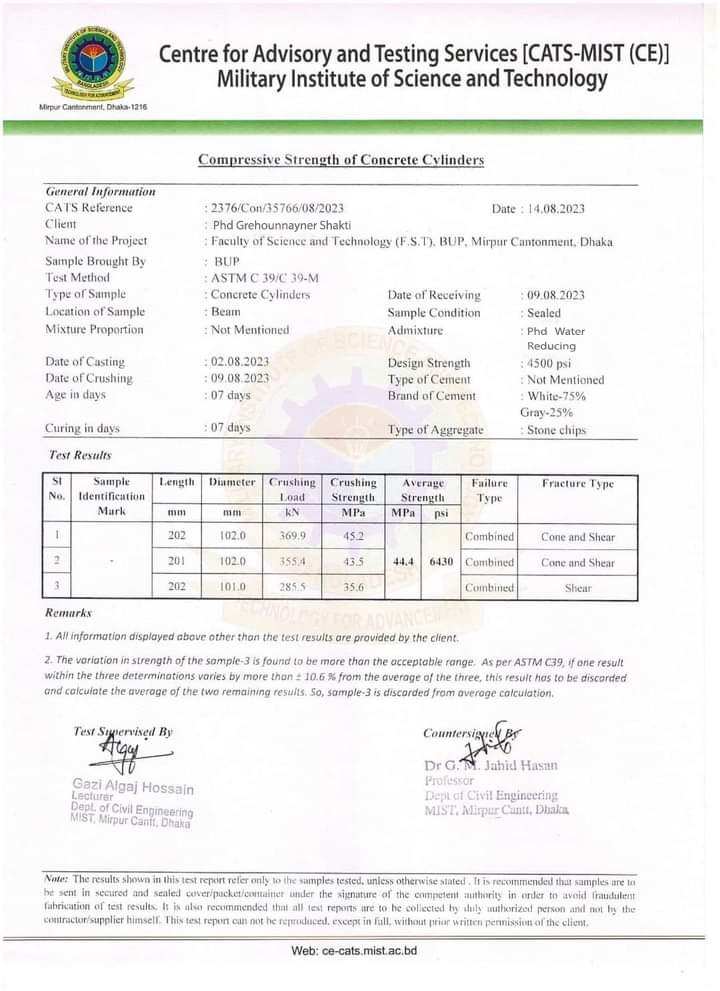 MILITARY INSTITUTE OF SCIENCE AND TECHNOLOGY
BANGLADESH
TECHNOLOGY FOR ADVANCEMENT
Mirpur Cantonment, Dhaka-1216
Centre for Advisory and Testing Services [CATS-MIST (CE)]
Military Institute of Science and Technology
Compressive Strength of Concrete Cylinders
General Information
CATS Reference : 2376/Con/35766/08/2023 Date : 14.08.2023
Client : Phd Grehounnayner Shakti
Name of the Project : Faculty of Science and Technology (F.S.T), BUP, Mirpur Cantonment, Dhaka
Sample Brought By : BUP
Test Method : ASTM C 39/C 39-M
Type of Sample : Concrete Cylinders Date of Receiving : 09.08.2023
Location of Sample : Beam Sample Condition : Sealed
Mixture Proportion : Not Mentioned Admixture : Phd Water
Reducing
Date of Casting : 02.08.2023 Design Strength : 4500 psi
Date of Crushing : 09.08.2023 Type of Cement : Not Mentioned
Age in days : 07 days Brand of Cement : White-75%
Gray-25%
Curing in days : 07 days Type of Aggregate : Stone chips
Test Results
Sl Sample Length Diameter Crushing Crushing Average Failure Fracture Type
No. Identification Load Strength Strength Type
Mark mm mm kN MPa MPa psi
1 202 102.0 369.9 45.2 Combined Cone and Shear
2 - 201 102.0 355.4 43.5 44.4 6430 Combined Cone and Shear
3 202 101.0 285.5 35.6 Combined Shear
Remarks
1. All information displayed above other than the test results are provided by the client.
2. The variation in strength of the sample-3 is found to be more than the acceptable range. As per ASTM C39, if one result
within the three determinations varies by more than ± 10.6 % from the average of the three, this result has to be discarded
and calculate the average of the two remaining results. So, sample-3 is discarded from average calculation.
Test Supervised By
Gazi Algaj Hossain
Lecturer
Dept. of Civil Engineering
MIST, Mirpur Cantt, Dhaka
Countersigned By
Dr G. M. Jahid Hasan
Professor
Dept of Civil Engineering
MIST, Mirpur Cantt, Dhaka
Note: The results shown in this test report refer only to the samples tested, unless otherwise stated . It is recommended that samples are to
be sent in secured and sealed cover/packet/container under the signature of the competent authority in order to avoid fraudulent
fabrication of test results. It is also recommended that all test reports are to be collected by duly authorized person and not by the
contractor/supplier himself. This test report can not be reproduced, except in full, without prior written permission of the client.
Web: ce-cats.mist.ac.bd